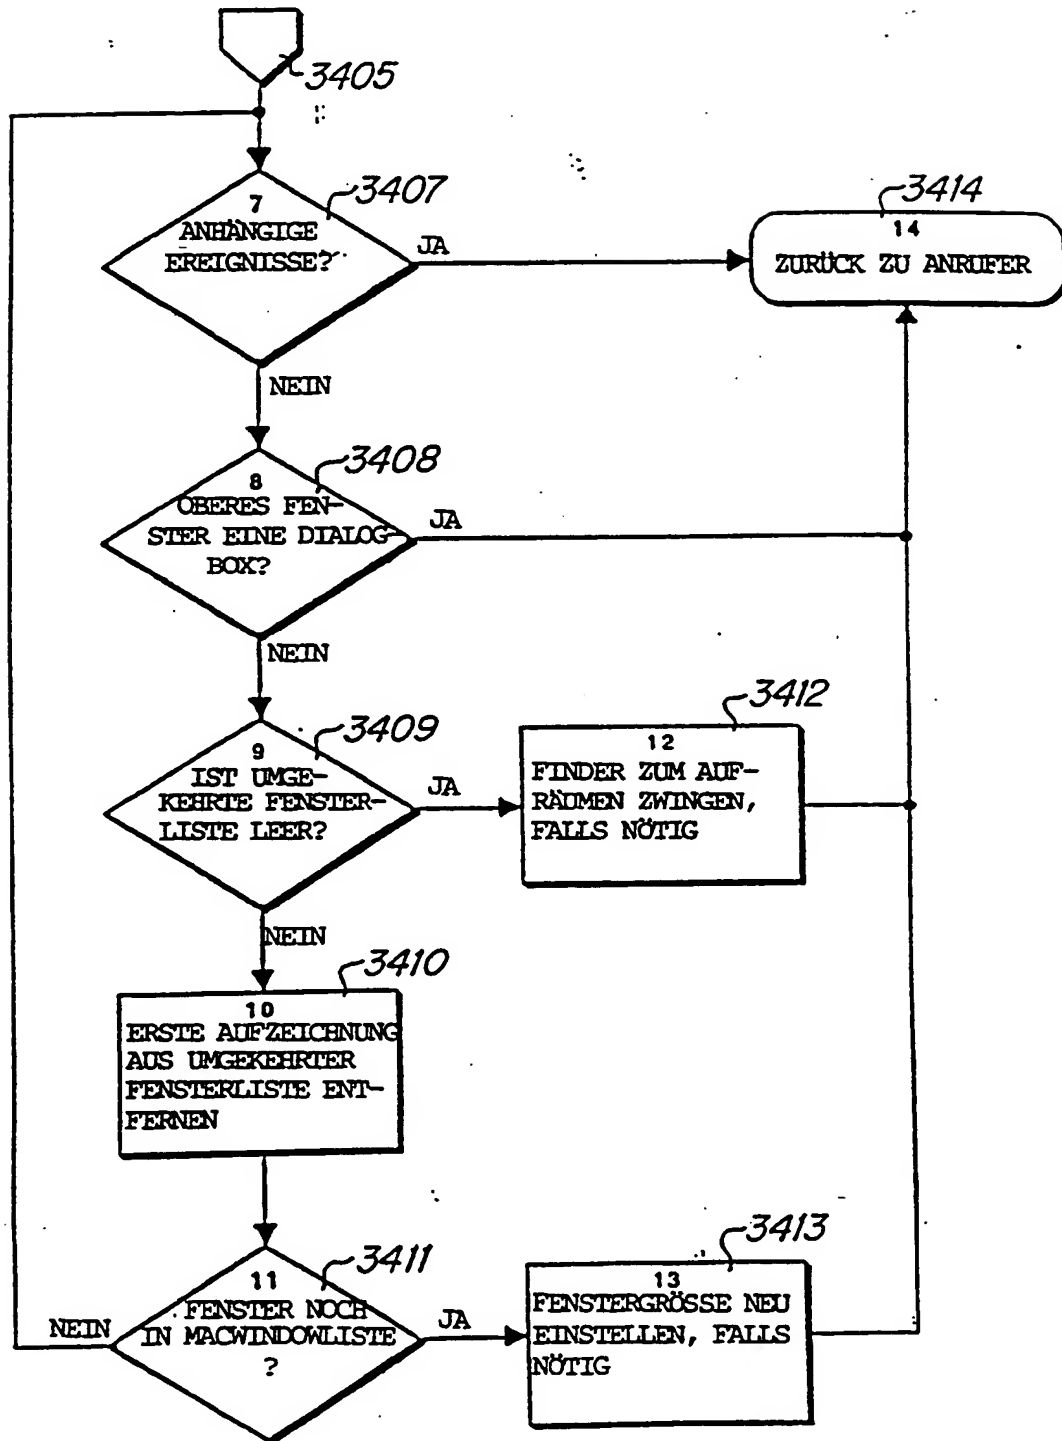 3405
3407
7
ANHÄNGIGE
EREIGNISSE?
JA
3414
14
ZURÜCK ZU ANRUFER
NEIN
3408
8
OBERES FEN-
STER EINE DIALOG-
BOX?
JA
NEIN
3409
9
IST UMGE-
KEHRTE FENSTER-
LISTE LEER?
JA
3412
12
FINDER ZUM AUF-
RÄUMEN ZWINGEN,
FALLS NÖTIG
NEIN
3410
10
ERSTE AUFZEICHNUNG
AUS UMGEKEHRTER
FENSTERLISTE ENT-
FERNEN
3411
11
FENSTER NOCH
IN MACWINDOWLISTE
?
NEIN
JA
3413
13
FENSTERGRÖSSE NEU
EINSTELLEN, FALLS
NÖTIG